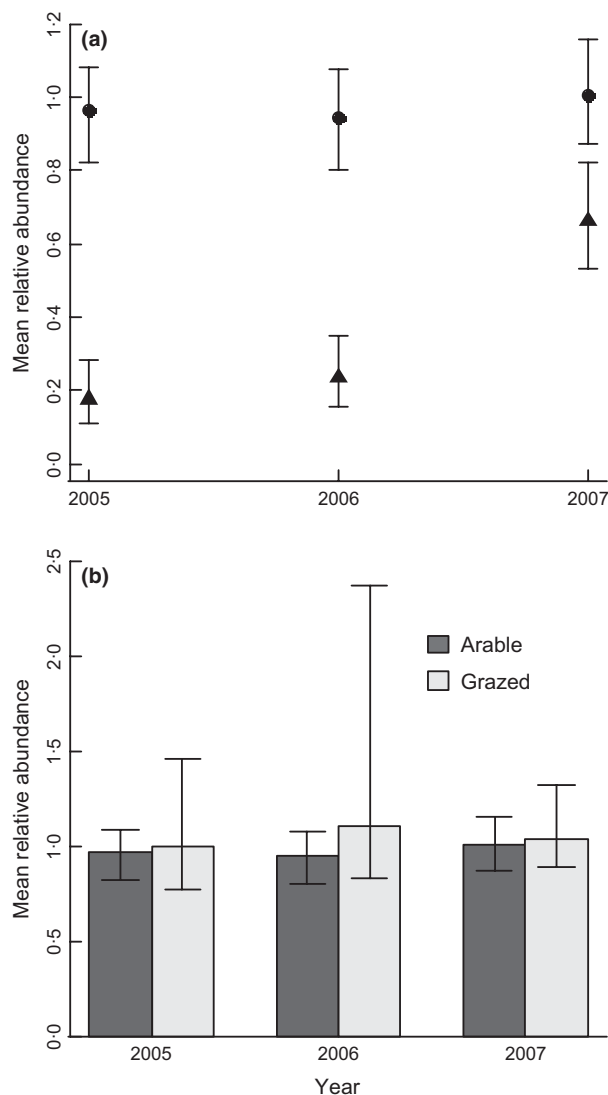 (a)
Mean relative abundance
1·2
1·0
0·8
0·6
0·4
0·2
0·0
2005 2006 2007
(b)
Mean relative abundance
2·5
2·0
1·5
1·0
0·5
0·0
Arable
Grazed
2005 2006 2007
Year